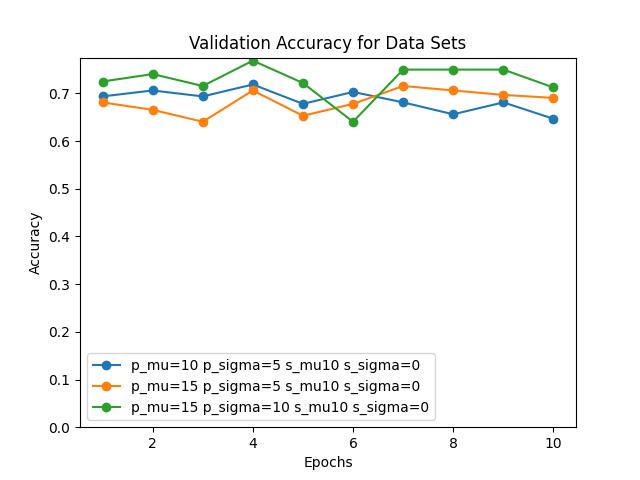 Validation Accuracy for Data Sets
Accuracy
0.7
0.6
0.5
0.4
0.3
0.2
0.1
0.0
p_mu=10 p_sigma=5 s_mu10 s_sigma=0
p_mu=15 p_sigma=5 s_mu10 s_sigma=0
p_mu=15 p_sigma=10 s_mu10 s_sigma=0
2 4 6 8 10
Epochs